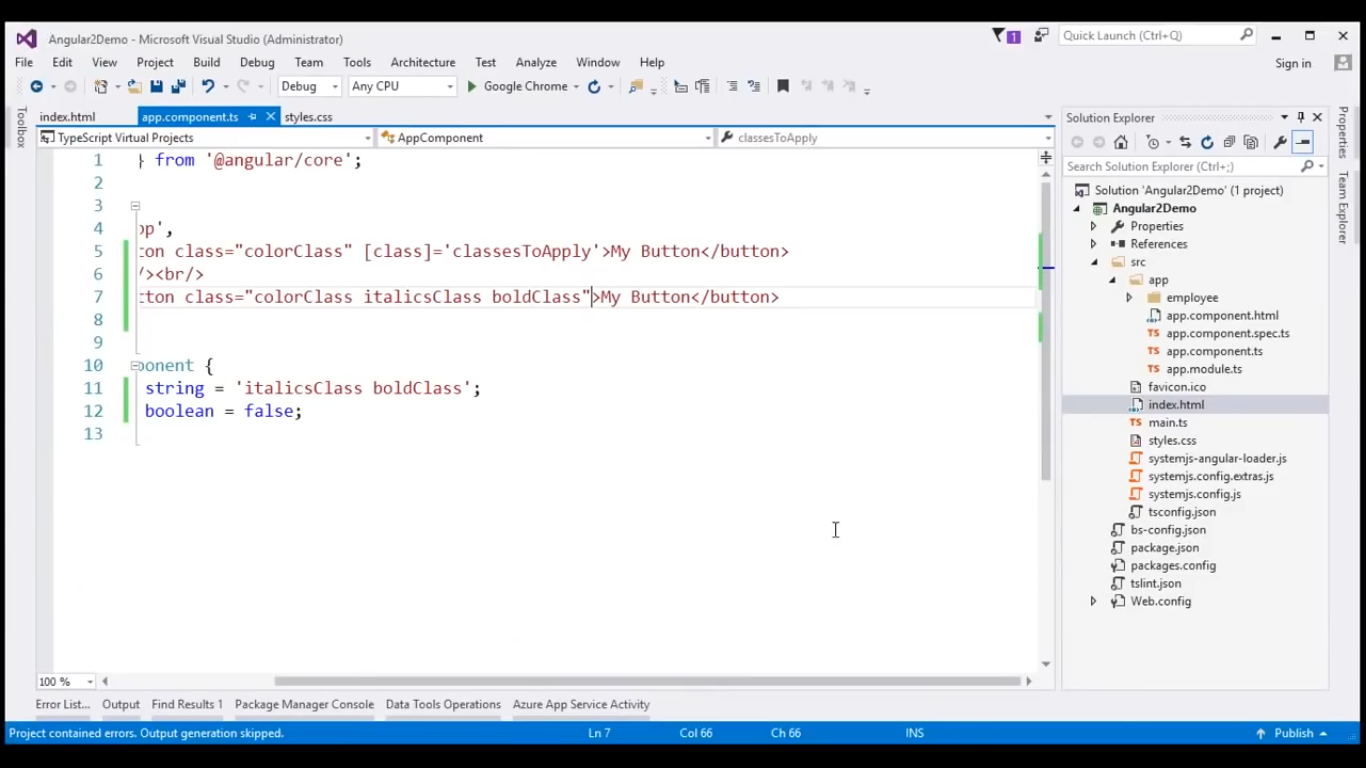 Angular2Demo - Microsoft Visual Studio (Administrator)
1
Quick Launch (Ctrl+Q)
File Edit View Project Build Debug Team Tools Architecture Test Analyze Window Help
Sign in
Debug Any CPU Google Chrome
Toolbox
index.html app.component.ts styles.css
TypeScript Virtual Projects AppComponent classesToApply
1 } from '@angular/core';
2
3
4 op',
5 ton class="colorClass" [class]='classesToApply'>My Button</button>
6 /><br/>
7 tton class="colorClass italicsClass boldClass">My Button</button>
8
9
10 ponent {
11 string = 'italicsClass boldClass';
12 boolean = false;
13
100 %
Solution Explorer
Search Solution Explorer (Ctrl+;)
Solution 'Angular2Demo' (1 project)
Angular2Demo
Properties
References
src
app
employee
app.component.html
TS app.component.spec.ts
TS app.component.ts
TS app.module.ts
favicon.ico
index.html
TS main.ts
styles.css
systemjs-angular-loader.js
systemjs.config.extras.js
systemjs.config.js
tsconfig.json
bs-config.json
package.json
packages.config
tslint.json
Web.config
Properties
Team Explorer
Error List... Output Find Results 1 Package Manager Console Data Tools Operations Azure App Service Activity
Project contained errors. Output generation skipped. Ln 7 Col 66 Ch 66 INS Publish